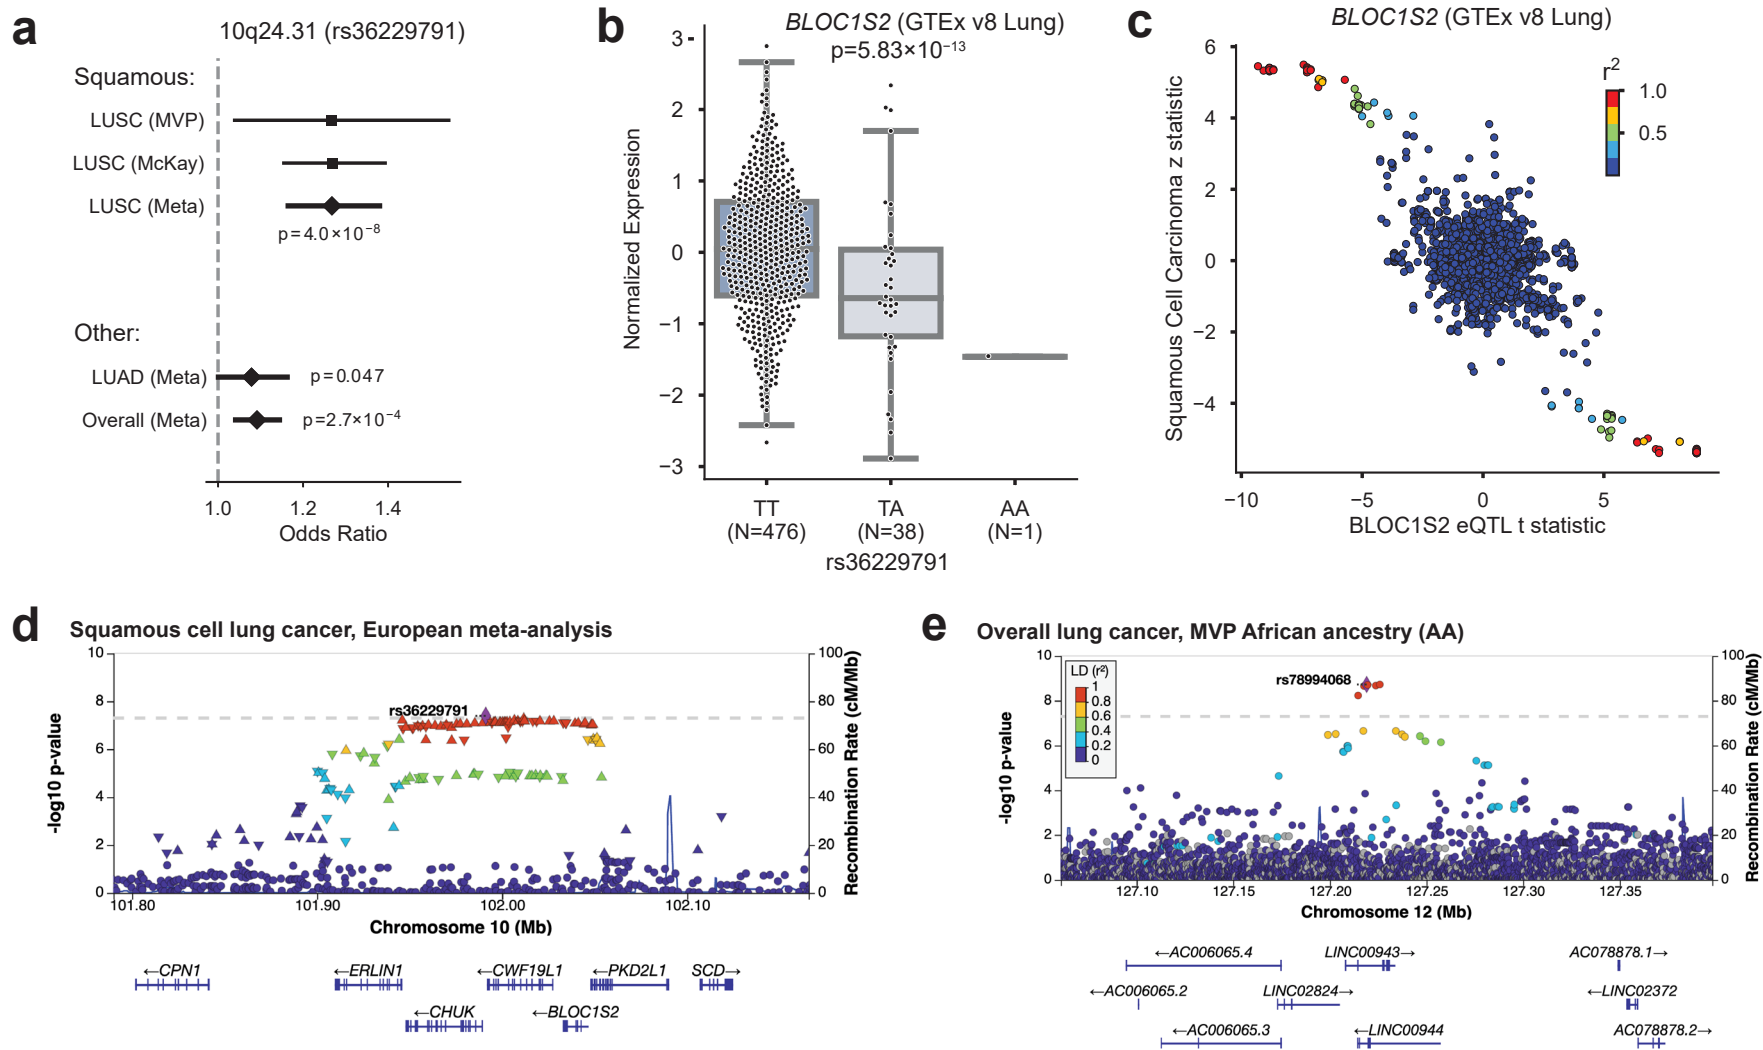 a
10q24.31 (rs36229791)
Squamous:
LUSC (MVP)
LUSC (McKay)
LUSC (Meta)
p=4.0×10⁻⁸
Other:
LUAD (Meta)
p=0.047
Overall (Meta)
p=2.7×10⁻⁴
1.0 1.2 1.4
Odds Ratio
b
BLOC1S2 (GTEx v8 Lung)
p=5.83×10⁻¹³
Normalized Expression
3
2
1
0
−1
−2
−3
TT TA AA
(N=476) (N=38) (N=1)
rs36229791
c
BLOC1S2 (GTEx v8 Lung)
Squamous Cell Carcinoma z statistic
6
4
2
0
−2
−4
r²
1.0
0.5
−10 −5 0 5
BLOC1S2 eQTL t statistic
d
Squamous cell lung cancer, European meta-analysis
-log10 p-value
10
8
6
4
2
0
rs36229791
100
80
60
40
20
0
Recombination Rate (cM/Mb)
101.80 101.90 102.00 102.10
Chromosome 10 (Mb)
←CPN1 ←ERLIN1 ←CWF19L1 ←PKD2L1 SCD→
←CHUK ←BLOC1S2
e
Overall lung cancer, MVP African ancestry (AA)
-log10 p-value
10
8
6
4
2
0
LD (r²)
1
0.8
0.6
0.4
0.2
0
rs78994068
100
80
60
40
20
0
Recombination Rate (cM/Mb)
127.10 127.15 127.20 127.25 127.30 127.35
Chromosome 12 (Mb)
←AC006065.4 LINC00943→ AC078878.1→
←AC006065.2 LINC02824→ ←LINC02372
←AC006065.3 ←LINC00944 AC078878.2→